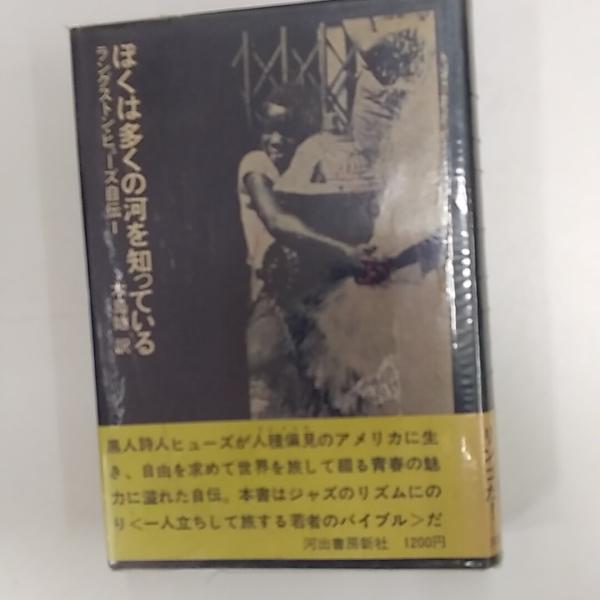 ぼくは多くの河を知っている
ラングストン・ヒューズ自伝1
木島始 訳
黒人詩人ヒューズが人種偏見のアメリカに生
き、自由を求めて世界を旅して綴る青春の魅
力に溢れた自伝。本書はジャズのリズムにの
り<一人立ちして旅する若者のバイブル>だ
河出書房新社 1200円